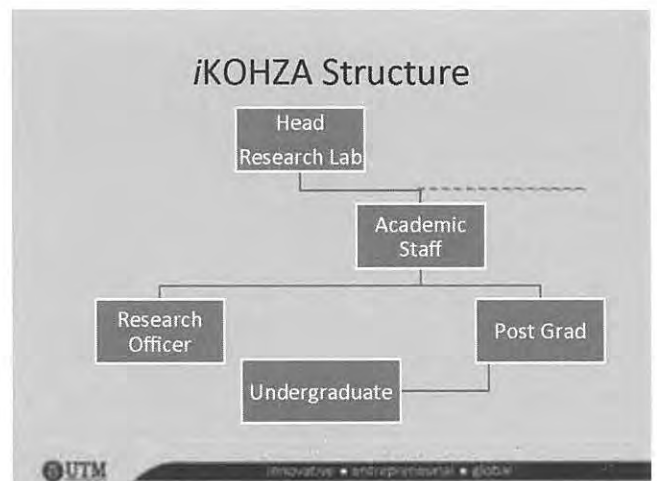 iKOHZA Structure
Head
Research Lab
Academic
Staff
Research
Officer
Post Grad
Undergraduate
UTM
innovative ● entrepreneurial ● global